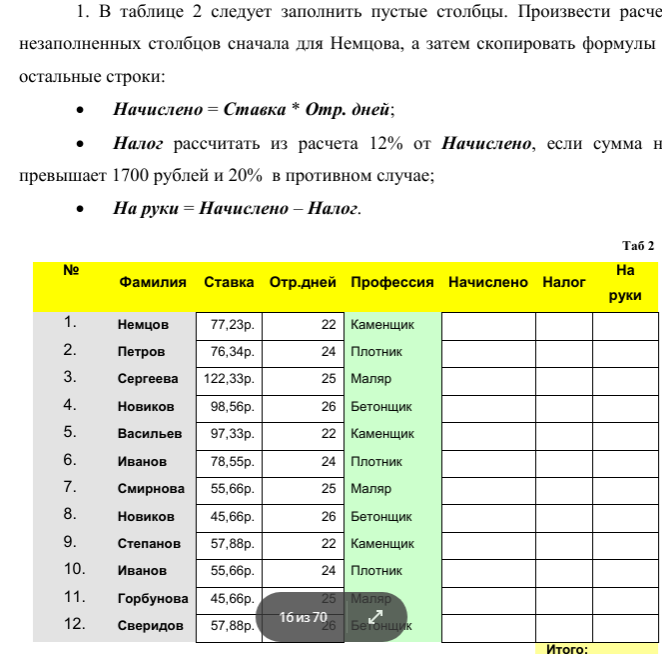 1. В таблице 2 следует заполнить пустые столбцы. Произвести расче
незаполненных столбцов сначала для Немцова, а затем скопировать формулы
остальные строки:
• Начислено = Ставка * Отр. дней;
• Налог рассчитать из расчета 12% от Начислено, если сумма н
превышает 1700 рублей и 20% в противном случае;
• На руки = Начислено – Налог.
Таб 2
№ Фамилия Ставка Отр.дней Профессия Начислено Налог На руки
1. Немцов 77,23р. 22 Каменщик
2. Петров 76,34р. 24 Плотник
3. Сергеева 122,33р. 25 Маляр
4. Новиков 98,56р. 26 Бетонщик
5. Васильев 97,33р. 22 Каменщик
6. Иванов 78,55р. 24 Плотник
7. Смирнова 55,66р. 25 Маляр
8. Новиков 45,66р. 26 Бетонщик
9. Степанов 57,88р. 22 Каменщик
10. Иванов 55,66р. 24 Плотник
11. Горбунова 45,66р. 25 Маляр
16 из 70
12. Сверидов 57,88р. 26 Бетонщик
Итого: